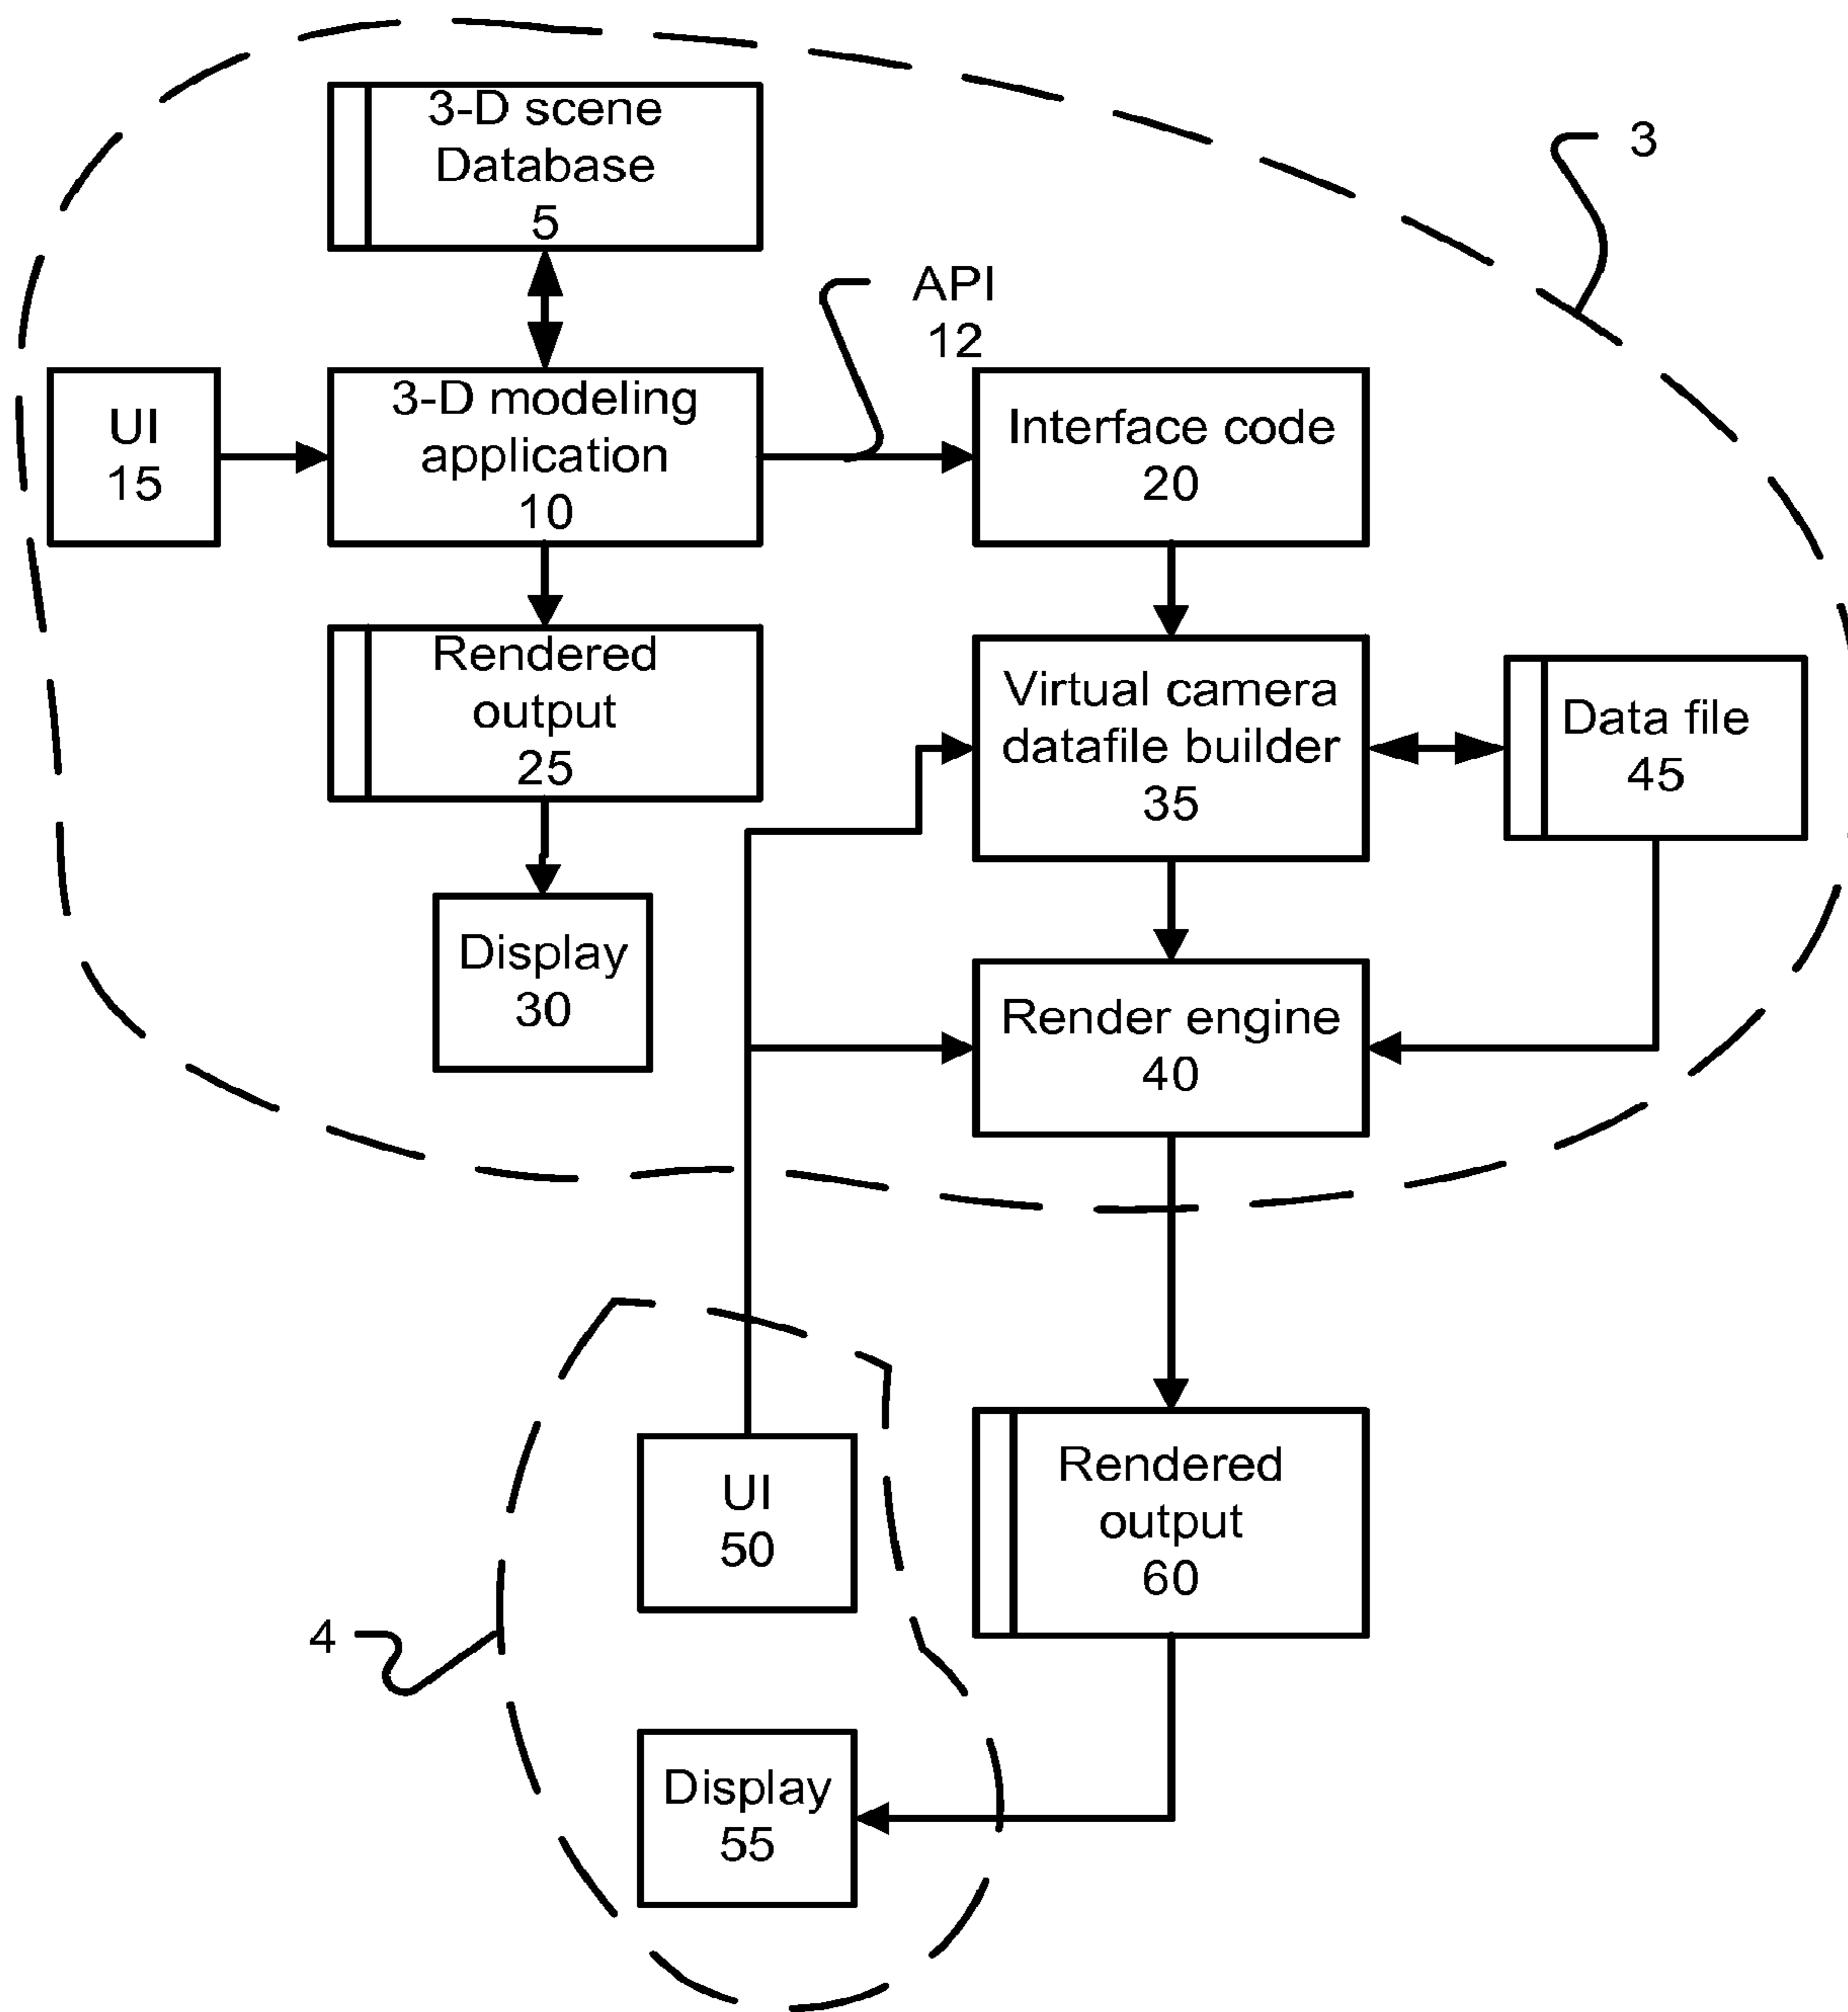 3-D scene
Database
5
3
API
12
UI
15
3-D modeling
application
10
Interface code
20
Rendered
output
25
Virtual camera
datafile builder
35
Data file
45
Display
30
Render engine
40
UI
50
Rendered
output
60
4
Display
55